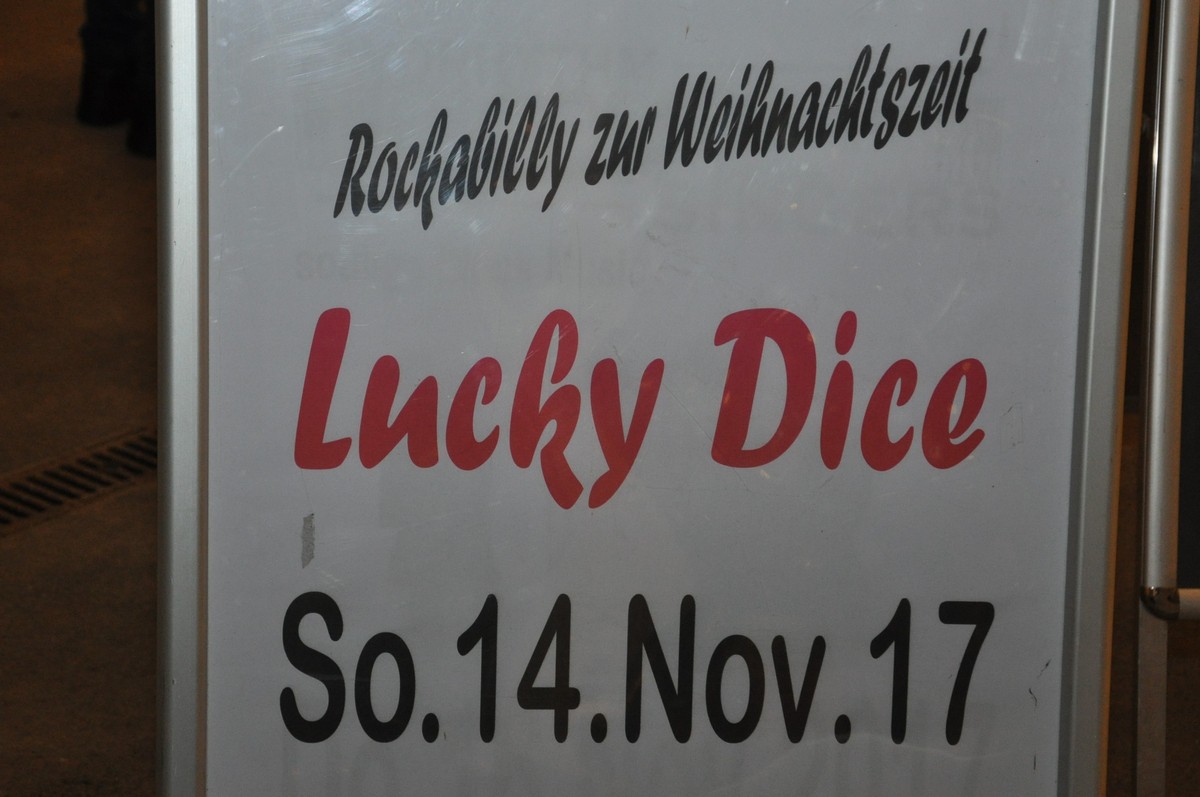 Rockabilly zur Weihnachtszeit
Lucky Dice
So.14.Nov.17